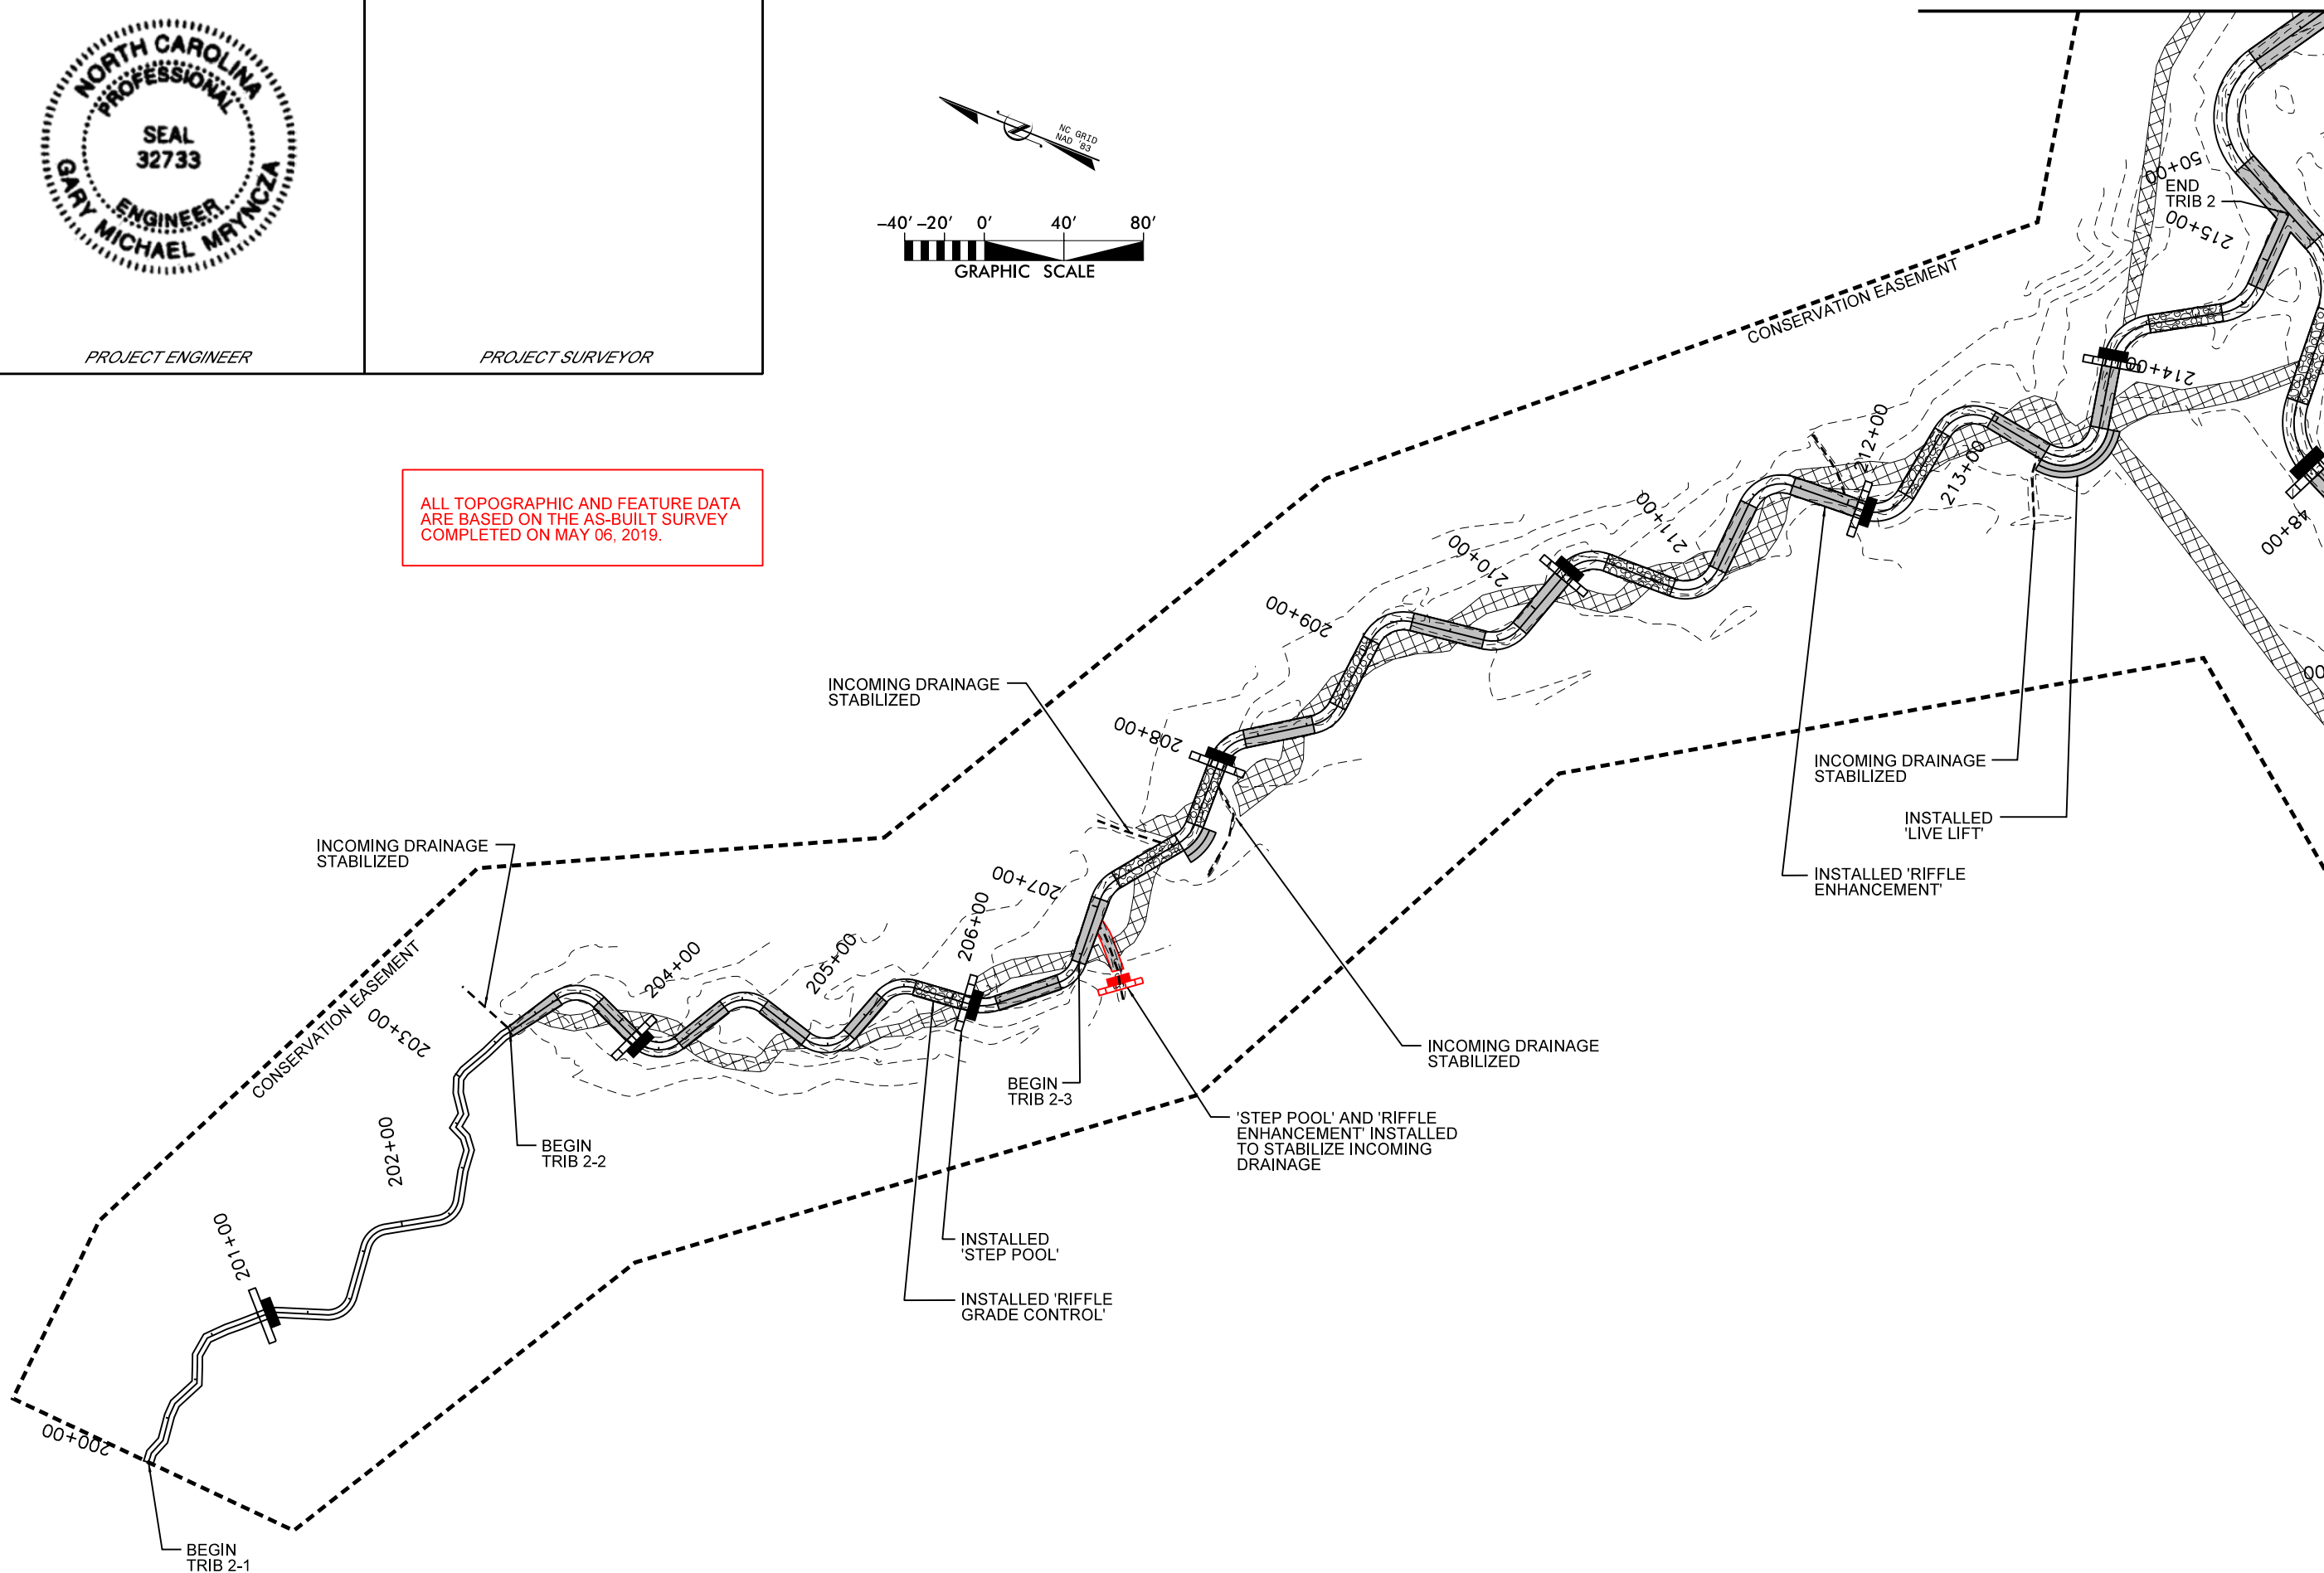 NORTH CAROLINA
PROFESSIONAL
SEAL
32733
ENGINEER
GARY MICHAEL MRYNCZA
PROJECT ENGINEER
PROJECT SURVEYOR
NC GRID
NAD '83
–40' –20' 0' 40' 80'
GRAPHIC SCALE
ALL TOPOGRAPHIC AND FEATURE DATA
ARE BASED ON THE AS-BUILT SURVEY
COMPLETED ON MAY 06, 2019.
50+00
END
TRIB 2
215+00
CONSERVATION EASEMENT
214+00
212+00
213+00
48+00
211+00
210+00
209+00
00
INCOMING DRAINAGE
STABILIZED
208+00
INCOMING DRAINAGE
STABILIZED
INSTALLED
'LIVE LIFT'
INSTALLED 'RIFFLE
ENHANCEMENT'
INCOMING DRAINAGE
STABILIZED
207+00
206+00
205+00
204+00
203+00
CONSERVATION EASEMENT
INCOMING DRAINAGE
STABILIZED
BEGIN
TRIB 2-3
'STEP POOL' AND 'RIFFLE
ENHANCEMENT' INSTALLED
TO STABILIZE INCOMING
DRAINAGE
BEGIN
TRIB 2-2
202+00
201+00
INSTALLED
'STEP POOL'
INSTALLED 'RIFFLE
GRADE CONTROL'
200+00
BEGIN
TRIB 2-1